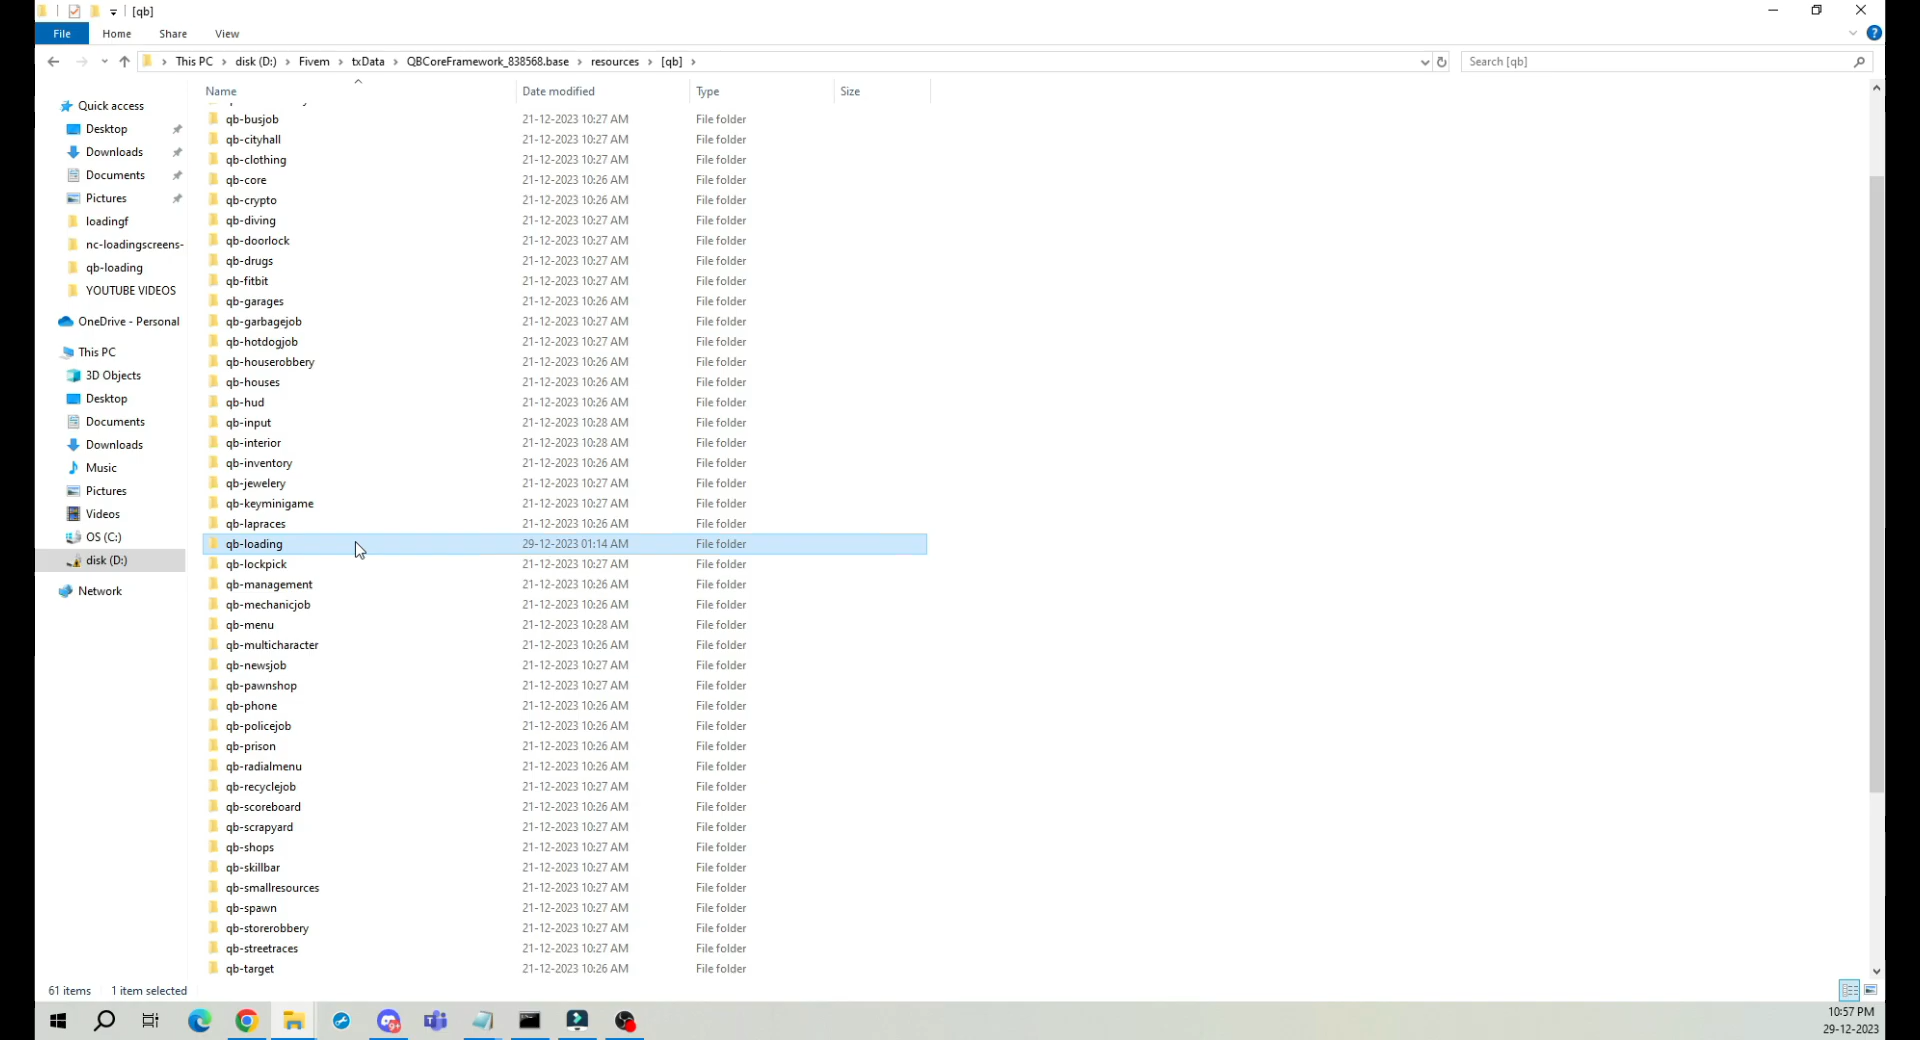 [qb]
File Home Share View
This PC > disk (D:) > Fivem > txData > QBCoreFramework_838568.base > resources > [qb] >
Search [qb]
Name Date modified Type Size
Quick access
Desktop
Downloads
Documents
Pictures
loadingf
nc-loadingscreens-
qb-loading
YOUTUBE VIDEOS
OneDrive - Personal
This PC
3D Objects
Desktop
Documents
Downloads
Music
Pictures
Videos
OS (C:)
disk (D:)
Network
qb-busjob 21-12-2023 10:27 AM File folder
qb-cityhall 21-12-2023 10:27 AM File folder
qb-clothing 21-12-2023 10:27 AM File folder
qb-core 21-12-2023 10:26 AM File folder
qb-crypto 21-12-2023 10:26 AM File folder
qb-diving 21-12-2023 10:27 AM File folder
qb-doorlock 21-12-2023 10:27 AM File folder
qb-drugs 21-12-2023 10:27 AM File folder
qb-fitbit 21-12-2023 10:27 AM File folder
qb-garages 21-12-2023 10:26 AM File folder
qb-garbagejob 21-12-2023 10:27 AM File folder
qb-hotdogjob 21-12-2023 10:27 AM File folder
qb-houserobbery 21-12-2023 10:26 AM File folder
qb-houses 21-12-2023 10:26 AM File folder
qb-hud 21-12-2023 10:26 AM File folder
qb-input 21-12-2023 10:28 AM File folder
qb-interior 21-12-2023 10:28 AM File folder
qb-inventory 21-12-2023 10:26 AM File folder
qb-jewelery 21-12-2023 10:27 AM File folder
qb-keyminigame 21-12-2023 10:27 AM File folder
qb-lapraces 21-12-2023 10:26 AM File folder
qb-loading 29-12-2023 01:14 AM File folder
qb-lockpick 21-12-2023 10:27 AM File folder
qb-management 21-12-2023 10:26 AM File folder
qb-mechanicjob 21-12-2023 10:26 AM File folder
qb-menu 21-12-2023 10:28 AM File folder
qb-multicharacter 21-12-2023 10:26 AM File folder
qb-newsjob 21-12-2023 10:27 AM File folder
qb-pawnshop 21-12-2023 10:27 AM File folder
qb-phone 21-12-2023 10:26 AM File folder
qb-policejob 21-12-2023 10:26 AM File folder
qb-prison 21-12-2023 10:26 AM File folder
qb-radialmenu 21-12-2023 10:26 AM File folder
qb-recyclejob 21-12-2023 10:27 AM File folder
qb-scoreboard 21-12-2023 10:26 AM File folder
qb-scrapyard 21-12-2023 10:27 AM File folder
qb-shops 21-12-2023 10:27 AM File folder
qb-skillbar 21-12-2023 10:27 AM File folder
qb-smallresources 21-12-2023 10:27 AM File folder
qb-spawn 21-12-2023 10:27 AM File folder
qb-storerobbery 21-12-2023 10:27 AM File folder
qb-streetraces 21-12-2023 10:27 AM File folder
qb-target 21-12-2023 10:26 AM File folder
61 items 1 item selected
10:57 PM
29-12-2023